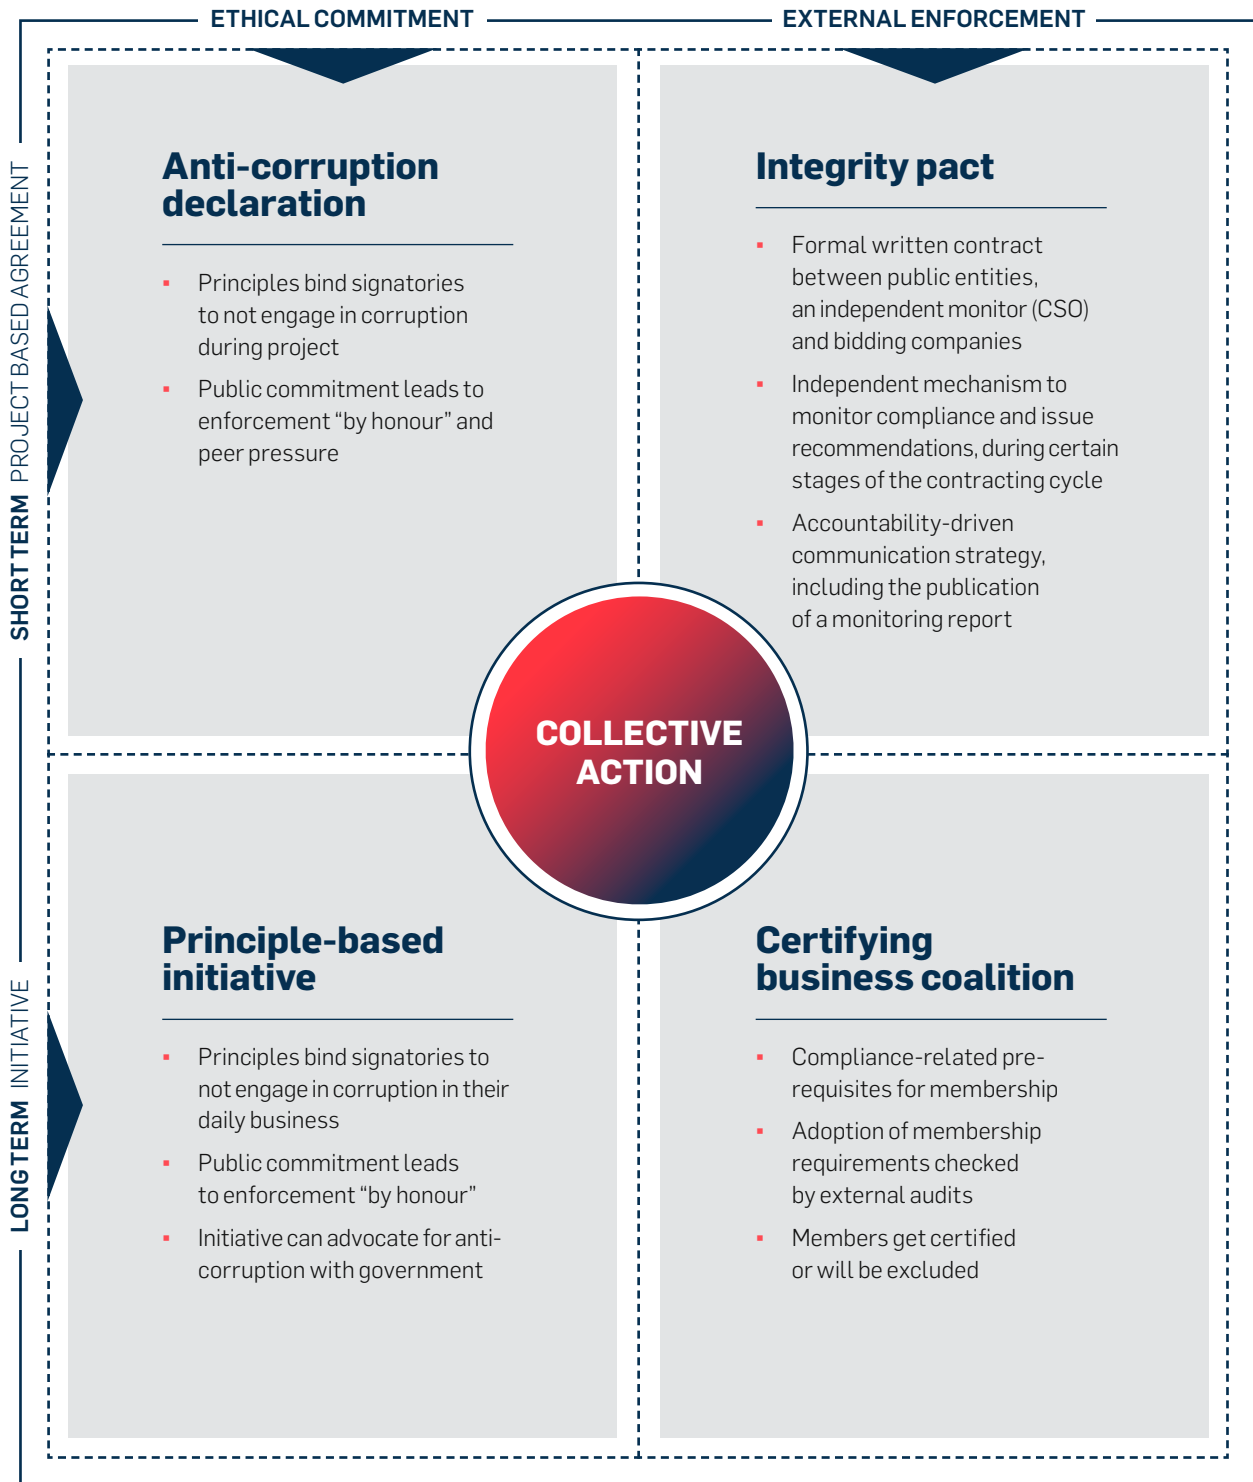 ETHICAL COMMITMENT
EXTERNAL ENFORCEMENT
SHORT TERM PROJECT BASED AGREEMENT
Anti-corruption
declaration
▪ Principles bind signatories
to not engage in corruption
during project
▪ Public commitment leads to
enforcement “by honour” and
peer pressure
Integrity pact
▪ Formal written contract
between public entities,
an independent monitor (CSO)
and bidding companies
▪ Independent mechanism to
monitor compliance and issue
recommendations, during certain
stages of the contracting cycle
▪ Accountability-driven
communication strategy,
including the publication
of a monitoring report
COLLECTIVE
ACTION
LONG TERM INITIATIVE
Principle-based
initiative
▪ Principles bind signatories to
not engage in corruption in their
daily business
▪ Public commitment leads
to enforcement “by honour”
▪ Initiative can advocate for anti-
corruption with government
Certifying
business coalition
▪ Compliance-related pre-
requisites for membership
▪ Adoption of membership
requirements checked
by external audits
▪ Members get certified
or will be excluded